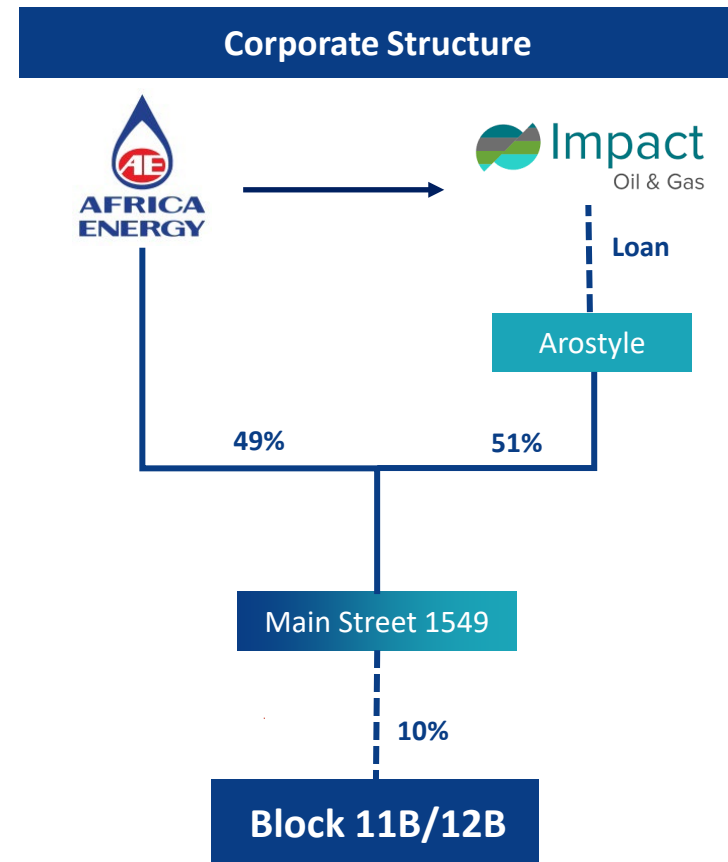 Corporate Structure
AE
AFRICA
ENERGY
Impact
Oil & Gas
Loan
Arostyle
49%
51%
Main Street 1549
10%
Block 11B/12B